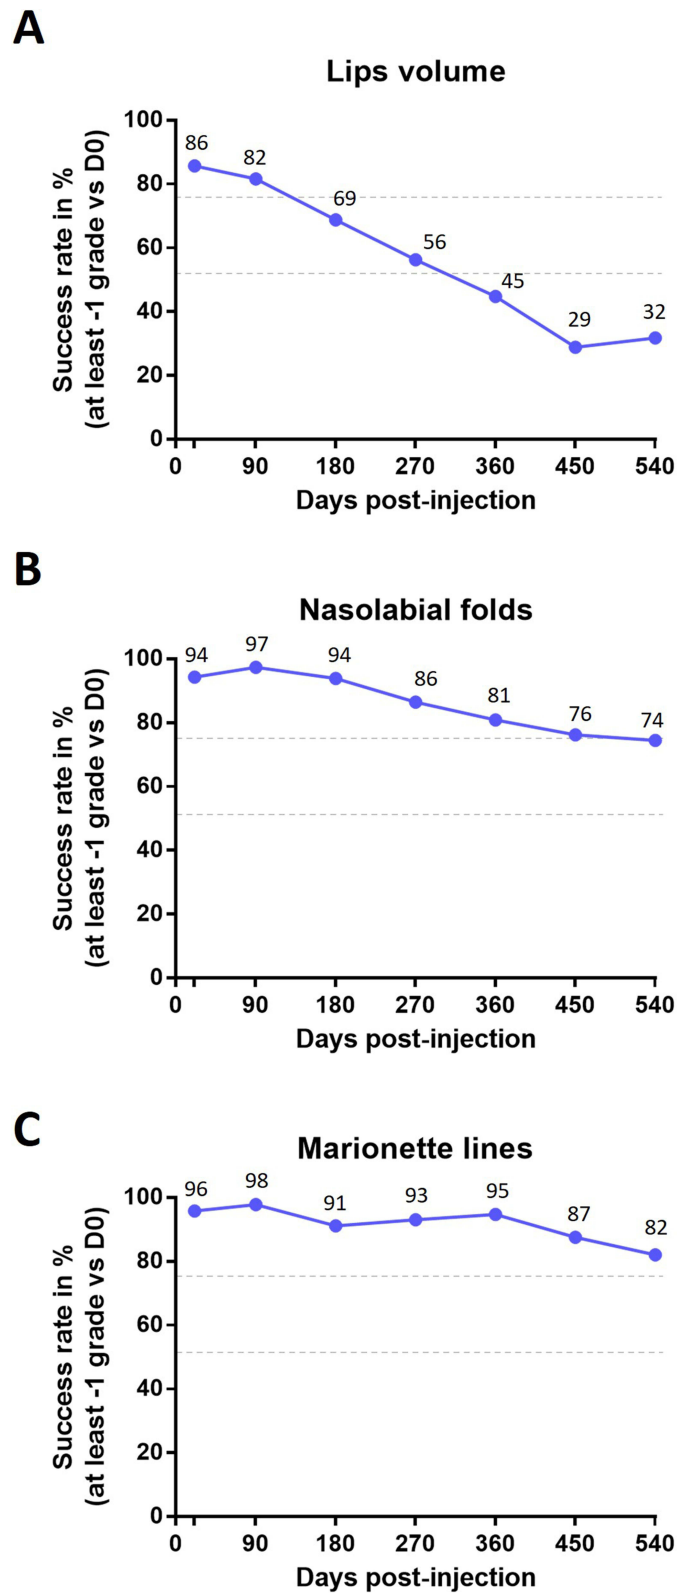 A
Lips volume
Success rate in %
(at least -1 grade vs D0)
100
80
60
40
20
0
86
82
69
56
45
29
32
0 90 180 270 360 450 540
Days post-injection
B
Nasolabial folds
Success rate in %
(at least -1 grade vs D0)
100
80
60
40
20
0
94
97
94
86
81
76
74
0 90 180 270 360 450 540
Days post-injection
C
Marionette lines
Success rate in %
(at least -1 grade vs D0)
100
80
60
40
20
0
96
98
91
93
95
87
82
0 90 180 270 360 450 540
Days post-injection